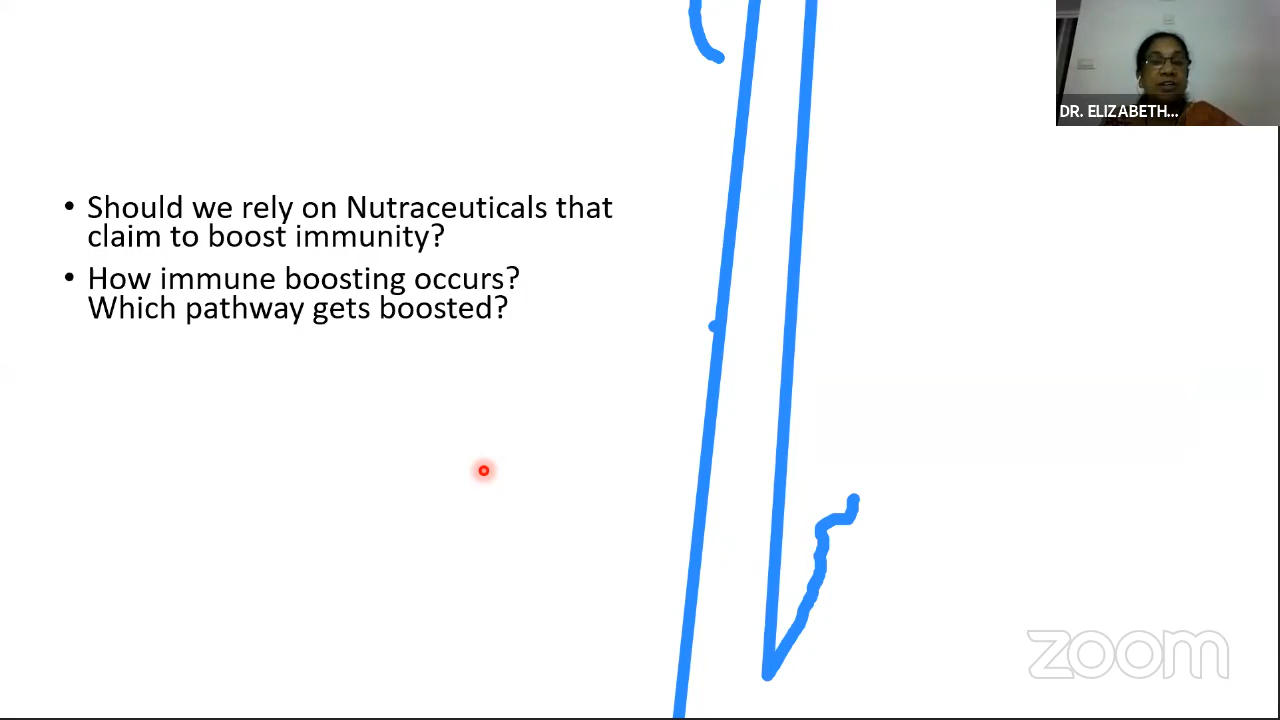 DR. ELIZABETH...
• Should we rely on Nutraceuticals that
claim to boost immunity?
• How immune boosting occurs?
Which pathway gets boosted?
zoom